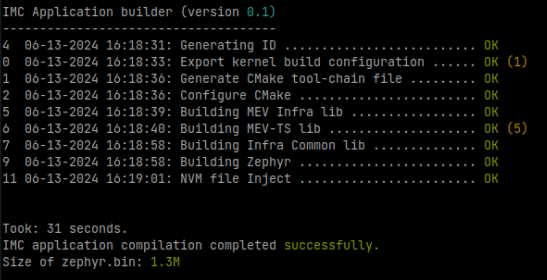 IMC Application builder (version 0.1)
-----------------------------------
4  06-13-2024 16:18:31: Generating ID ......................... OK
0  06-13-2024 16:18:33: Export kernel build configuration ...... OK (1)
1  06-13-2024 16:18:36: Generate CMake tool-chain file ......... OK
2  06-13-2024 16:18:36: Configure CMake ....................... OK
5  06-13-2024 16:18:39: Building MEV Infra lib ................ OK
6  06-13-2024 16:18:40: Building MEV-TS lib ................... OK (5)
7  06-13-2024 16:18:58: Building Infra Common lib ............. OK
9  06-13-2024 16:18:58: Building Zephyr ....................... OK
11 06-13-2024 16:19:01: NVM file Inject ....................... OK
Took: 31 seconds.
IMC application compilation completed successfully.
Size of zephyr.bin: 1.3M